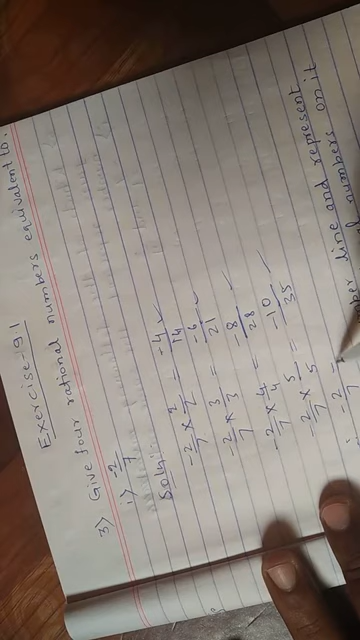 Exercise-9.1
3) Give four rational numbers equivalent to.
i) -2/7
Soln:
-2/7 × 2/2 = -4/14 ✓
-2/7 × 3/3 = -6/21 ✓
-2/7 × 4/4 = -8/28 ✓
-2/7 × 5/5 = -10/35 ✓
line and represent
numbers on it
-2/7